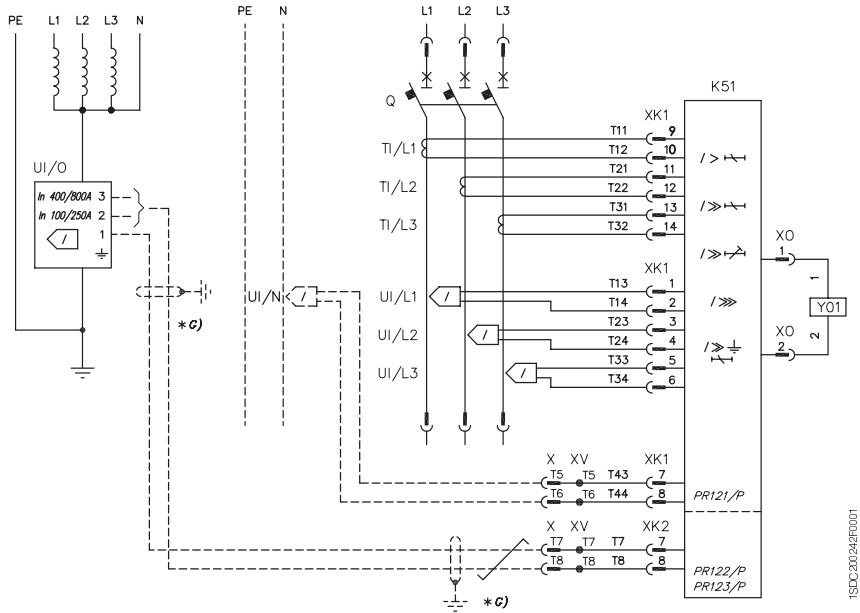 PE L1 L2 L3 N
PE N
L1 L2 L3
Q
K51
UI/O
In 400/800A 3
In 100/250A 2
1
/
*G)
UI/N
/
TI/L1
TI/L2
TI/L3
XK1
T11 9
T12 10
T21 11
T22 12
T31 13
T32 14
UI/L1
UI/L2
UI/L3
/
/
/
XK1
T13 1
T14 2
T23 3
T24 4
T33 5
T34 6
/ >
/ >>
/ >>
/ >>>
/ >>
XO
1
1
Y01
XO
2
2
X XV XK1
T5 T5 T43 7
T6 T6 T44 8
PR121/P
X XV XK2
T7 T7 T7 7
T8 T8 T8 8
PR122/P
PR123/P
*G)
1SDC200242F0001